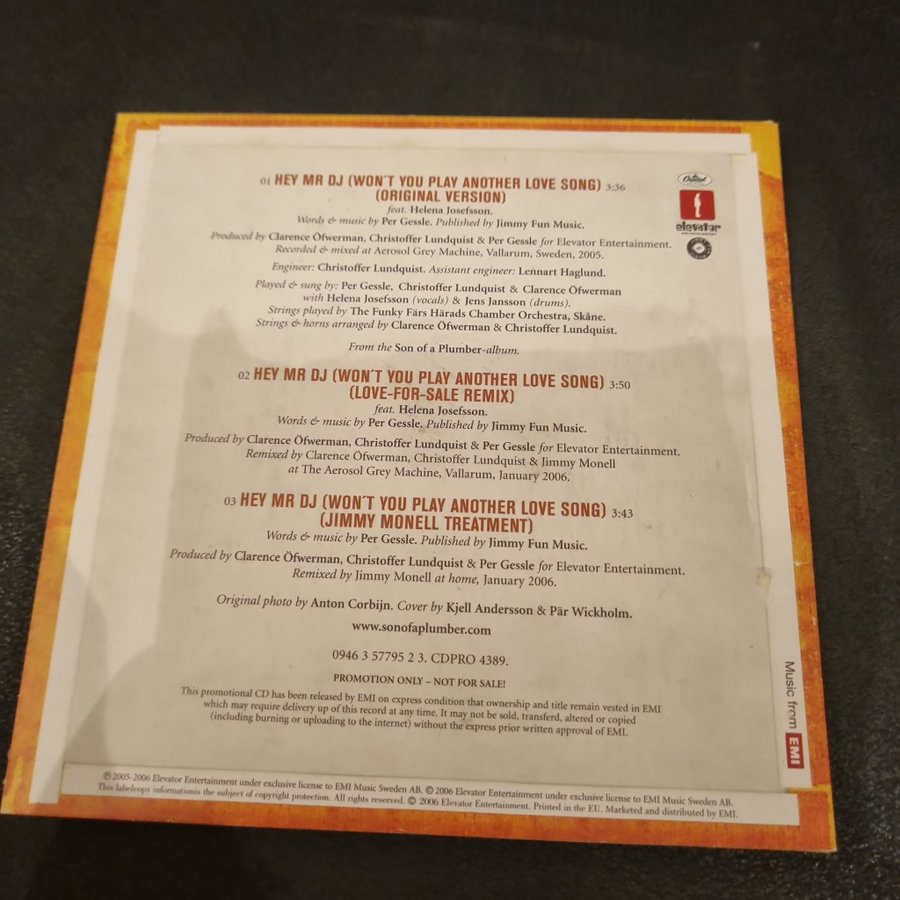 01 HEY MR DJ (WON'T YOU PLAY ANOTHER LOVE SONG) 3:36
(ORIGINAL VERSION)
feat. Helena Josefsson.
Words & music by Per Gessle. Published by Jimmy Fun Music.
Produced by Clarence Öfwerman, Christoffer Lundquist & Per Gessle for Elevator Entertainment.
Recorded & mixed at Aerosol Grey Machine, Vallarum, Sweden, 2005.
Engineer: Christoffer Lundquist. Assistant engineer: Lennart Haglund.
Played & sung by: Per Gessle, Christoffer Lundquist & Clarence Öfwerman
with Helena Josefsson (vocals) & Jens Jansson (drums).
Strings played by The Funky Färs Härads Chamber Orchestra, Skåne.
Strings & horns arranged by Clarence Öfwerman & Christoffer Lundquist.
From the Son of a Plumber-album.
Capitol
elevator
ENTERTAINMENT
02 HEY MR DJ (WON'T YOU PLAY ANOTHER LOVE SONG) 3:50
(LOVE-FOR-SALE REMIX)
feat. Helena Josefsson.
Words & music by Per Gessle. Published by Jimmy Fun Music.
Produced by Clarence Öfwerman, Christoffer Lundquist & Per Gessle for Elevator Entertainment.
Remixed by Clarence Öfwerman, Christoffer Lundquist & Jimmy Monell
at The Aerosol Grey Machine, Vallarum, January 2006.
03 HEY MR DJ (WON'T YOU PLAY ANOTHER LOVE SONG) 3:43
(JIMMY MONELL TREATMENT)
Words & music by Per Gessle. Published by Jimmy Fun Music.
Produced by Clarence Öfwerman, Christoffer Lundquist & Per Gessle for Elevator Entertainment.
Remixed by Jimmy Monell at home, January 2006.
Original photo by Anton Corbijn. Cover by Kjell Andersson & Pär Wickholm.
www.sonofaplumber.com
0946 3 57795 2 3. CDPRO 4389.
PROMOTION ONLY – NOT FOR SALE!
This promotional CD has been released by EMI on express condition that ownership and title remain vested in EMI
which may require delivery up of this record at any time. It may not be sold, transferd, altered or copied
(including burning or uploading to the internet) without the express prior written approval of EMI.
Music from EMI
℗ 2005-2006 Elevator Entertainment under exclusive license to EMI Music Sweden AB. © 2006 Elevator Entertainment under exclusive license to EMI Music Sweden AB.
This labelcopy informationis the subject of copyright protection. All rights reserved. © 2006 Elevator Entertainment. Printed in the EU. Marketed and distributed by EMI.